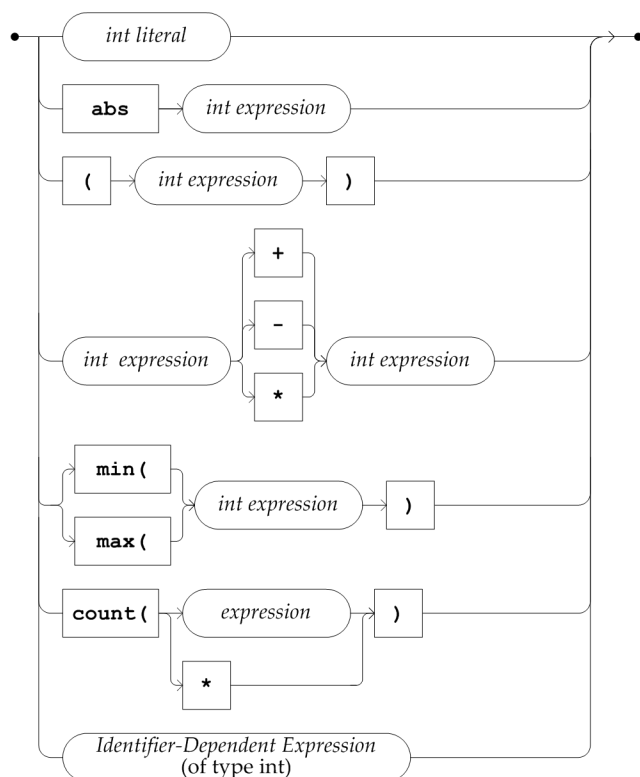 int literal
abs int expression
( int expression )
+
-
int expression int expression
*
min(
int expression )
max(
count( expression )
*
Identifier-Dependent Expression
(of type int)